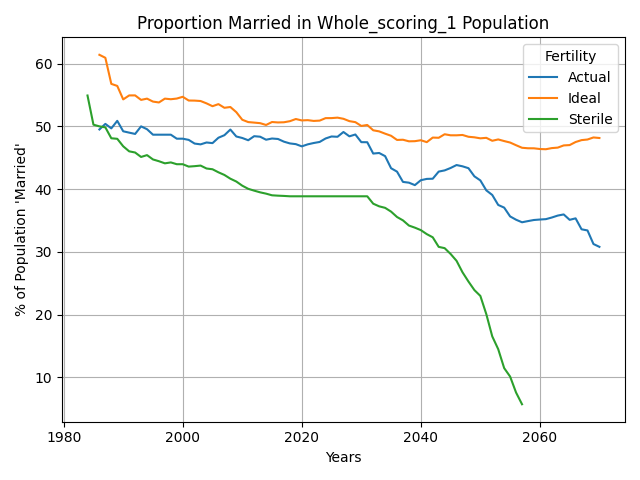 Proportion Married in Whole_scoring_1 Population
% of Population 'Married'
60
50
40
30
20
10
Fertility
Actual
Ideal
Sterile
1980
2000
2020
2040
2060
Years